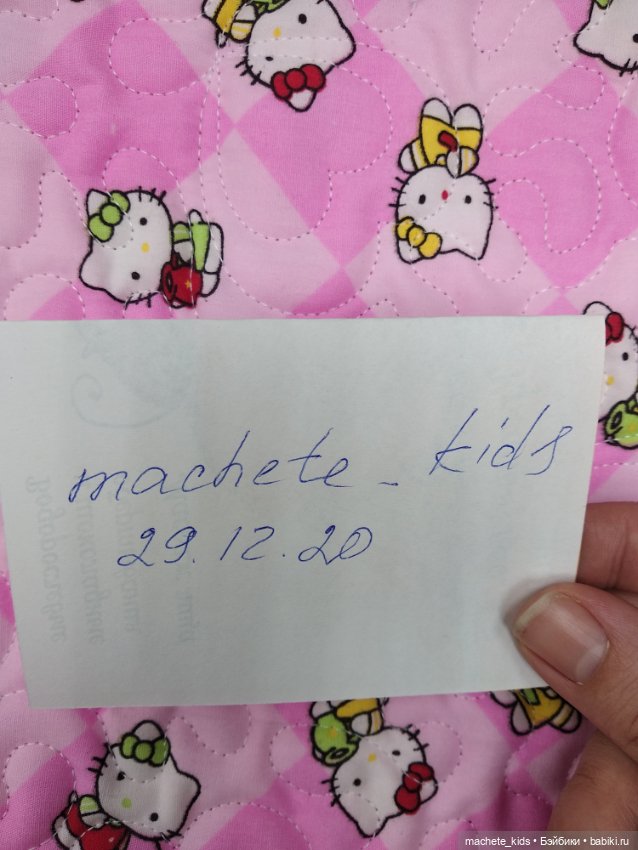 machete_kids
29.12.20
machete_kids • Бэйбики • babiki.ru